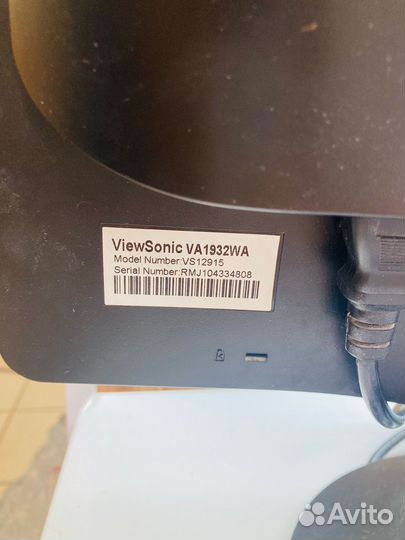 ViewSonic VA1932WA
Model Number:VS12915
Serial Number:RMJ104334808
Avito